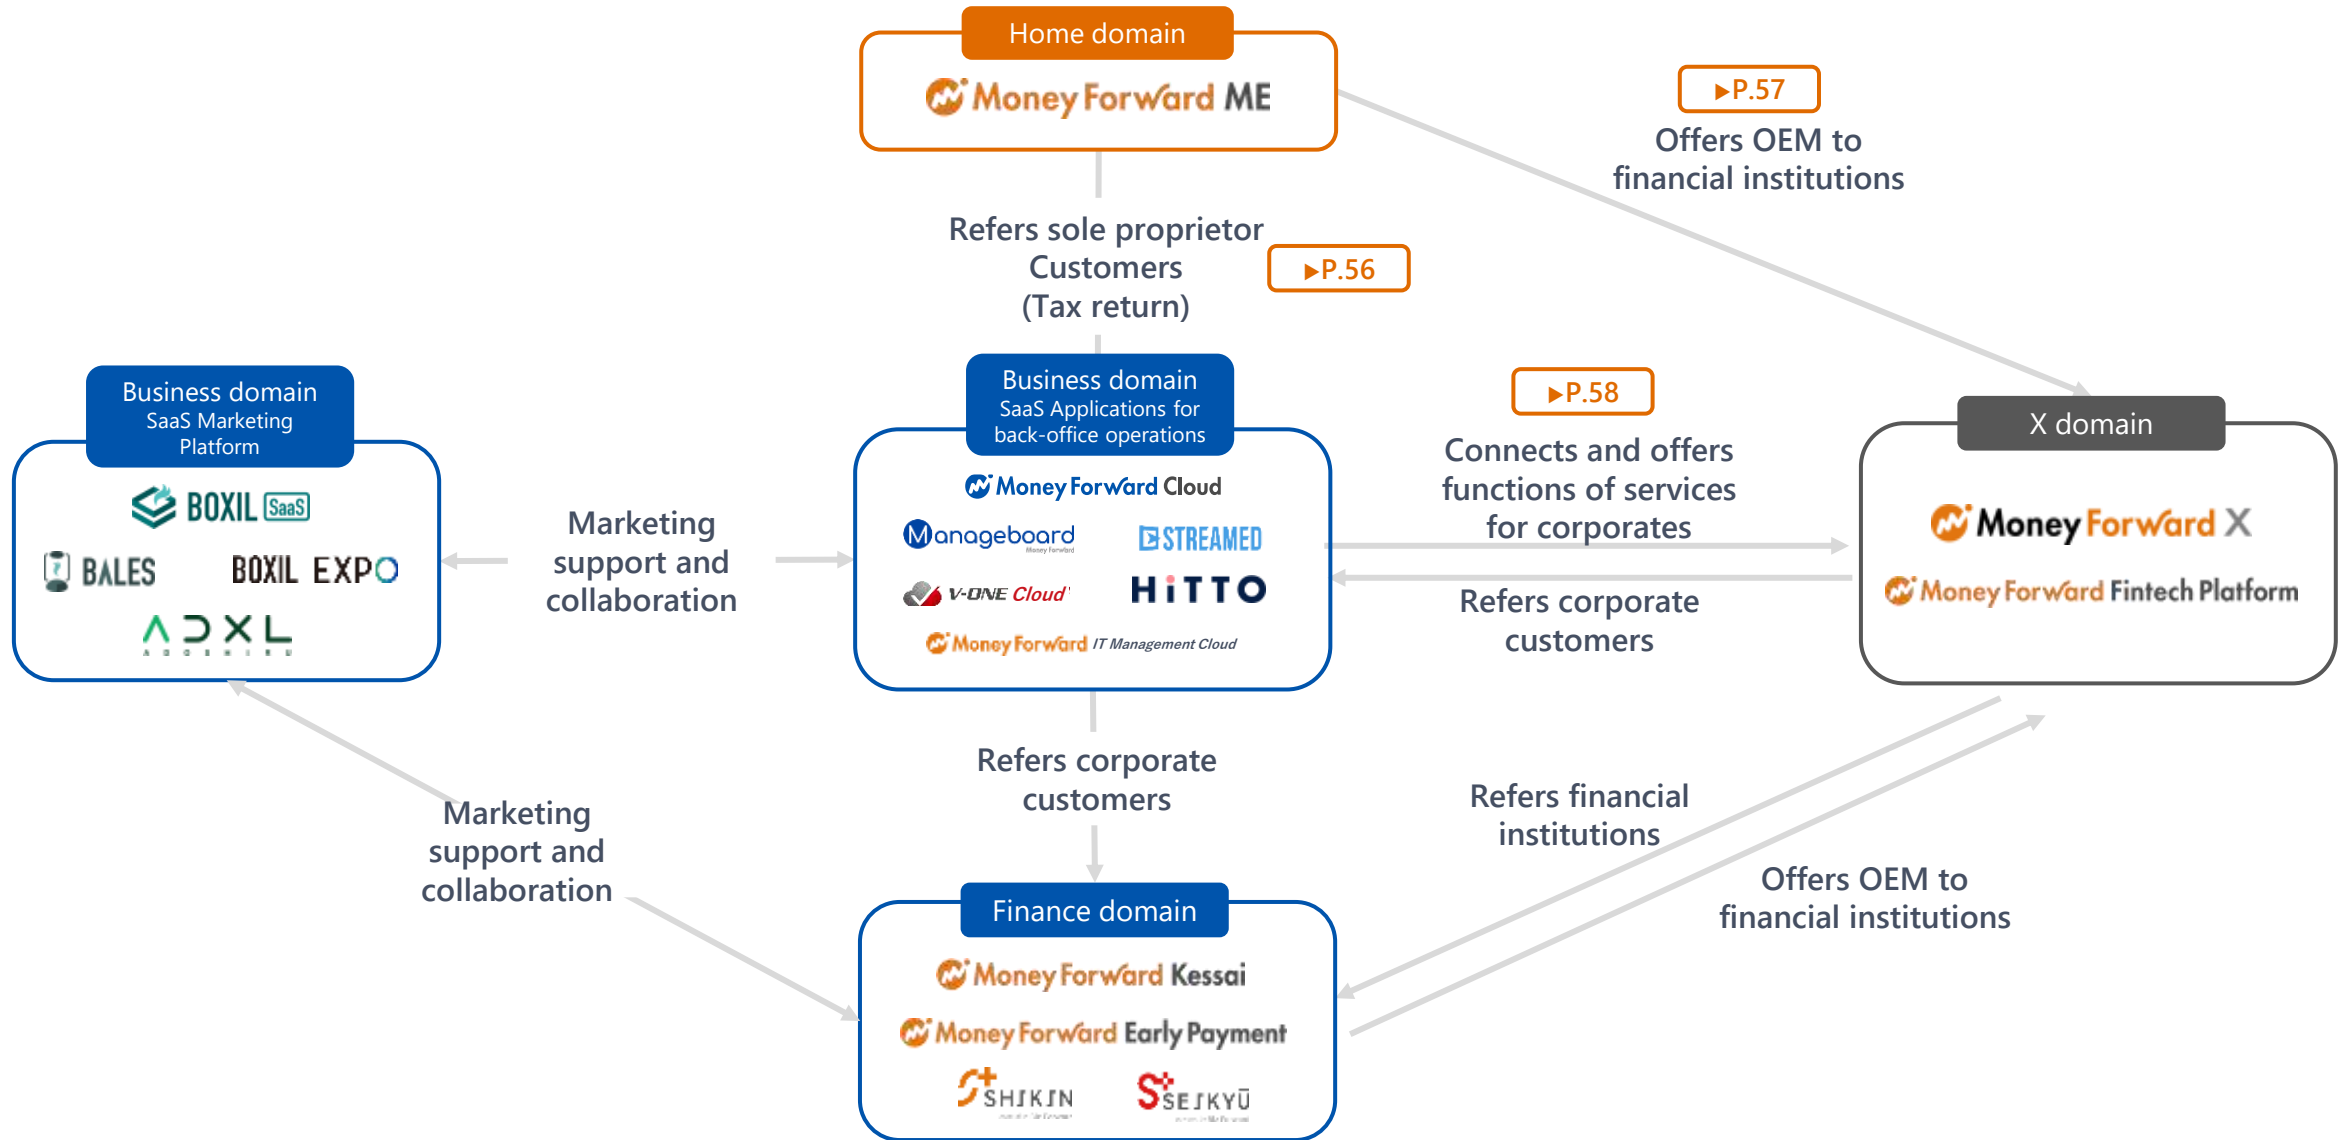 Home domain
Money Forward ME
▶P.57
Offers OEM to
financial institutions
Refers sole proprietor
Customers
(Tax return)
▶P.56
Business domain
SaaS Marketing
Platform
BOXIL SaaS
BALES
BOXIL EXPO
ADXL
Marketing
support and
collaboration
Business domain
SaaS Applications for
back-office operations
Money Forward Cloud
Manageboard
Money Forward
STREAMED
V-ONE Cloud
HiTTO
Money Forward IT Management Cloud
▶P.58
Connects and offers
functions of services
for corporates
Refers corporate
customers
X domain
Money Forward X
Money Forward Fintech Platform
Marketing
support and
collaboration
Refers corporate
customers
Refers financial
institutions
Offers OEM to
financial institutions
Finance domain
Money Forward Kessai
Money Forward Early Payment
SHIKIN
SEIKYŪ